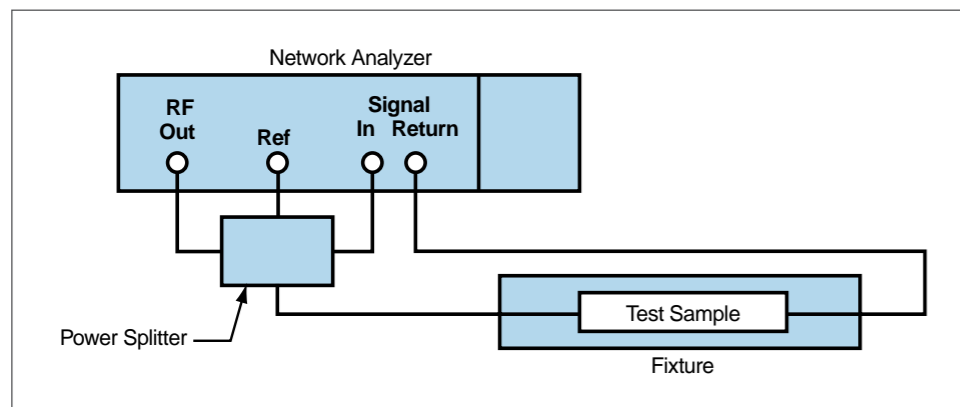 Network Analyzer
RF
Out
Ref
Signal
In Return
Test Sample
Power Splitter
Fixture